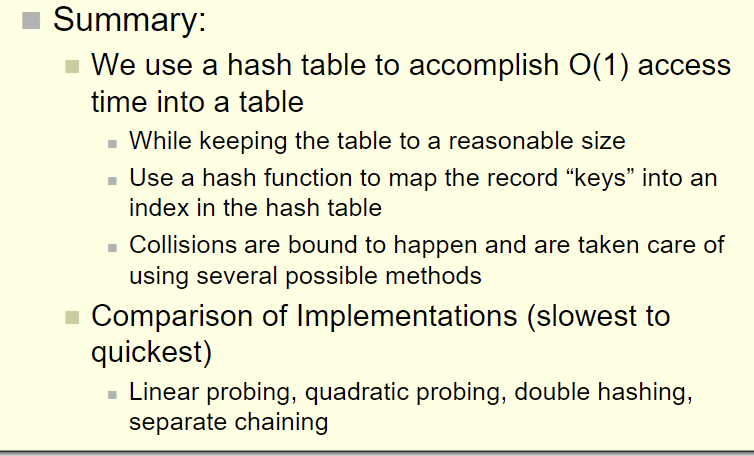 Summary:
We use a hash table to accomplish O(1) access
time into a table
While keeping the table to a reasonable size
Use a hash function to map the record “keys” into an
index in the hash table
Collisions are bound to happen and are taken care of
using several possible methods
Comparison of Implementations (slowest to
quickest)
Linear probing, quadratic probing, double hashing,
separate chaining